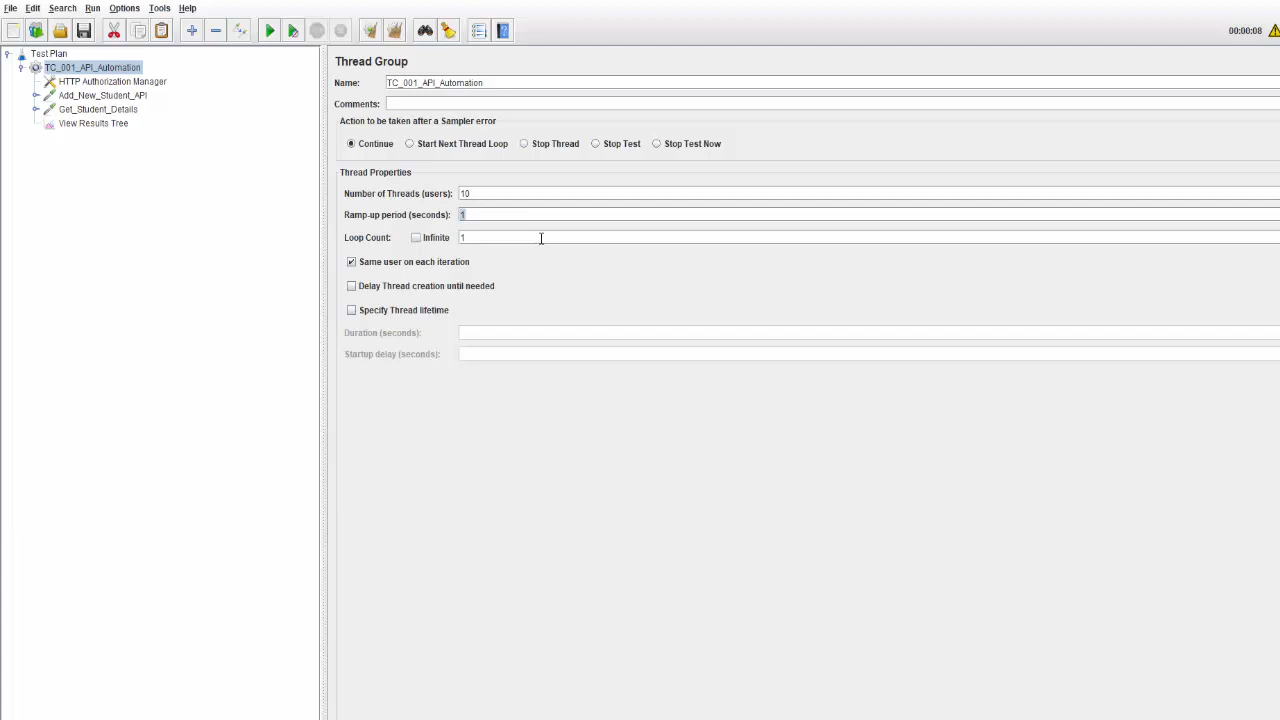 File Edit Search Run Options Tools Help
00:00:08
Test Plan
TC_001_API_Automation
HTTP Authorization Manager
Add_New_Student_API
Get_Student_Details
View Results Tree
Thread Group
Name: TC_001_API_Automation
Comments:
Action to be taken after a Sampler error
Continue Start Next Thread Loop Stop Thread Stop Test Stop Test Now
Thread Properties
Number of Threads (users): 10
Ramp-up period (seconds): 1
Loop Count: Infinite 1
Same user on each iteration
Delay Thread creation until needed
Specify Thread lifetime
Duration (seconds):
Startup delay (seconds):